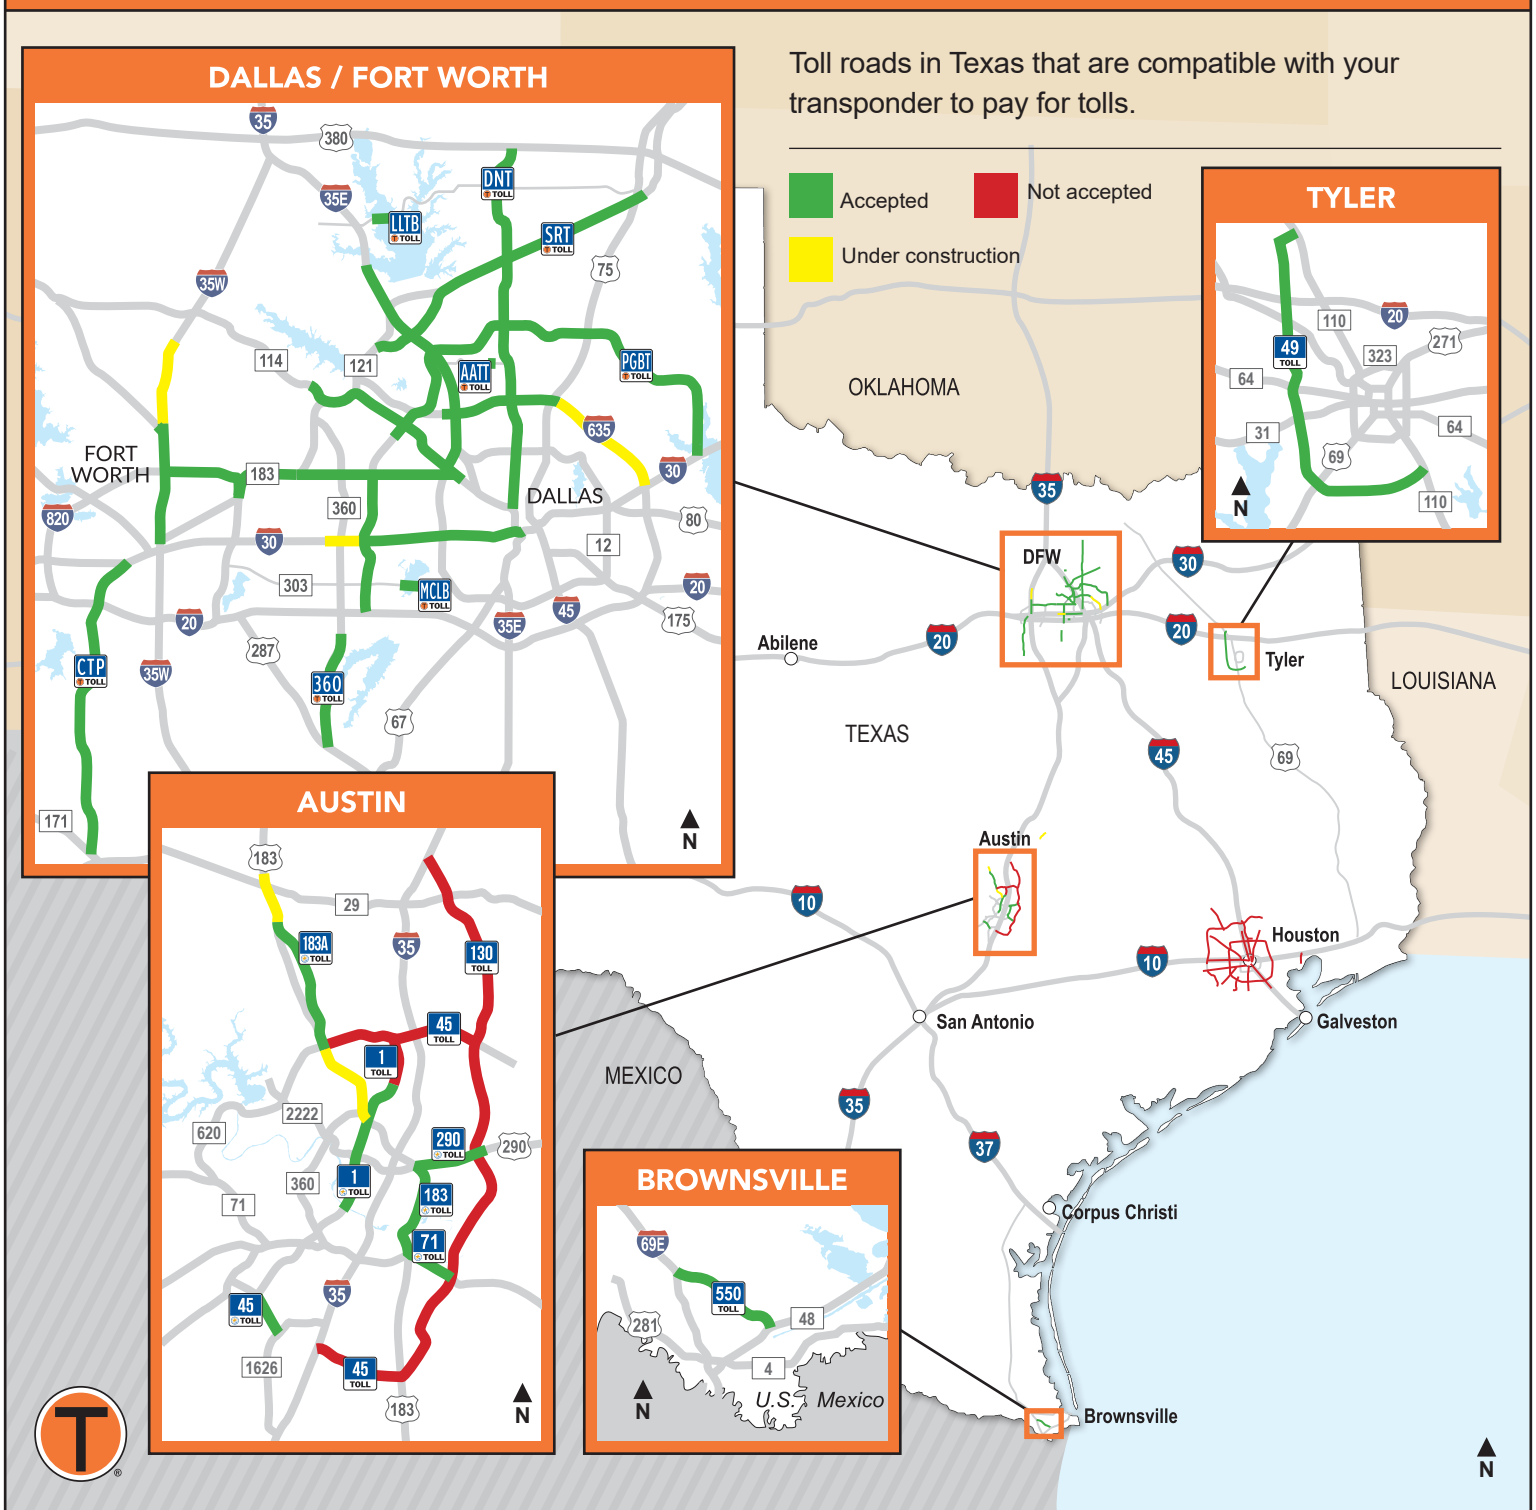 Toll roads in Texas that are compatible with your
transponder to pay for tolls.
Accepted
Not accepted
Under construction
DALLAS / FORT WORTH
35
380
35E
DNT
TOLL
LLTB
TOLL
SRT
TOLL
75
35W
114
121
AATT
TOLL
PGBT
TOLL
635
FORT
WORTH
183
30
DALLAS
360
820
80
30
12
303
MCLB
TOLL
20
20
35E
45
175
287
CTP
TOLL
35W
360
TOLL
67
171
N
TYLER
110
20
271
49
TOLL
323
64
31
64
69
N
110
AUSTIN
183
29
183A
TOLL
35
130
TOLL
45
TOLL
1
TOLL
2222
620
290
TOLL
290
360
1
TOLL
183
TOLL
71
71
TOLL
35
45
TOLL
1626
45
TOLL
183
N
BROWNSVILLE
69E
550
TOLL
48
281
4
N
U.S.
Mexico
OKLAHOMA
35
DFW
30
Abilene
20
20
Tyler
LOUISIANA
TEXAS
45
69
Austin
10
Houston
10
San Antonio
Galveston
MEXICO
35
37
Corpus Christi
Brownsville
N
T
®